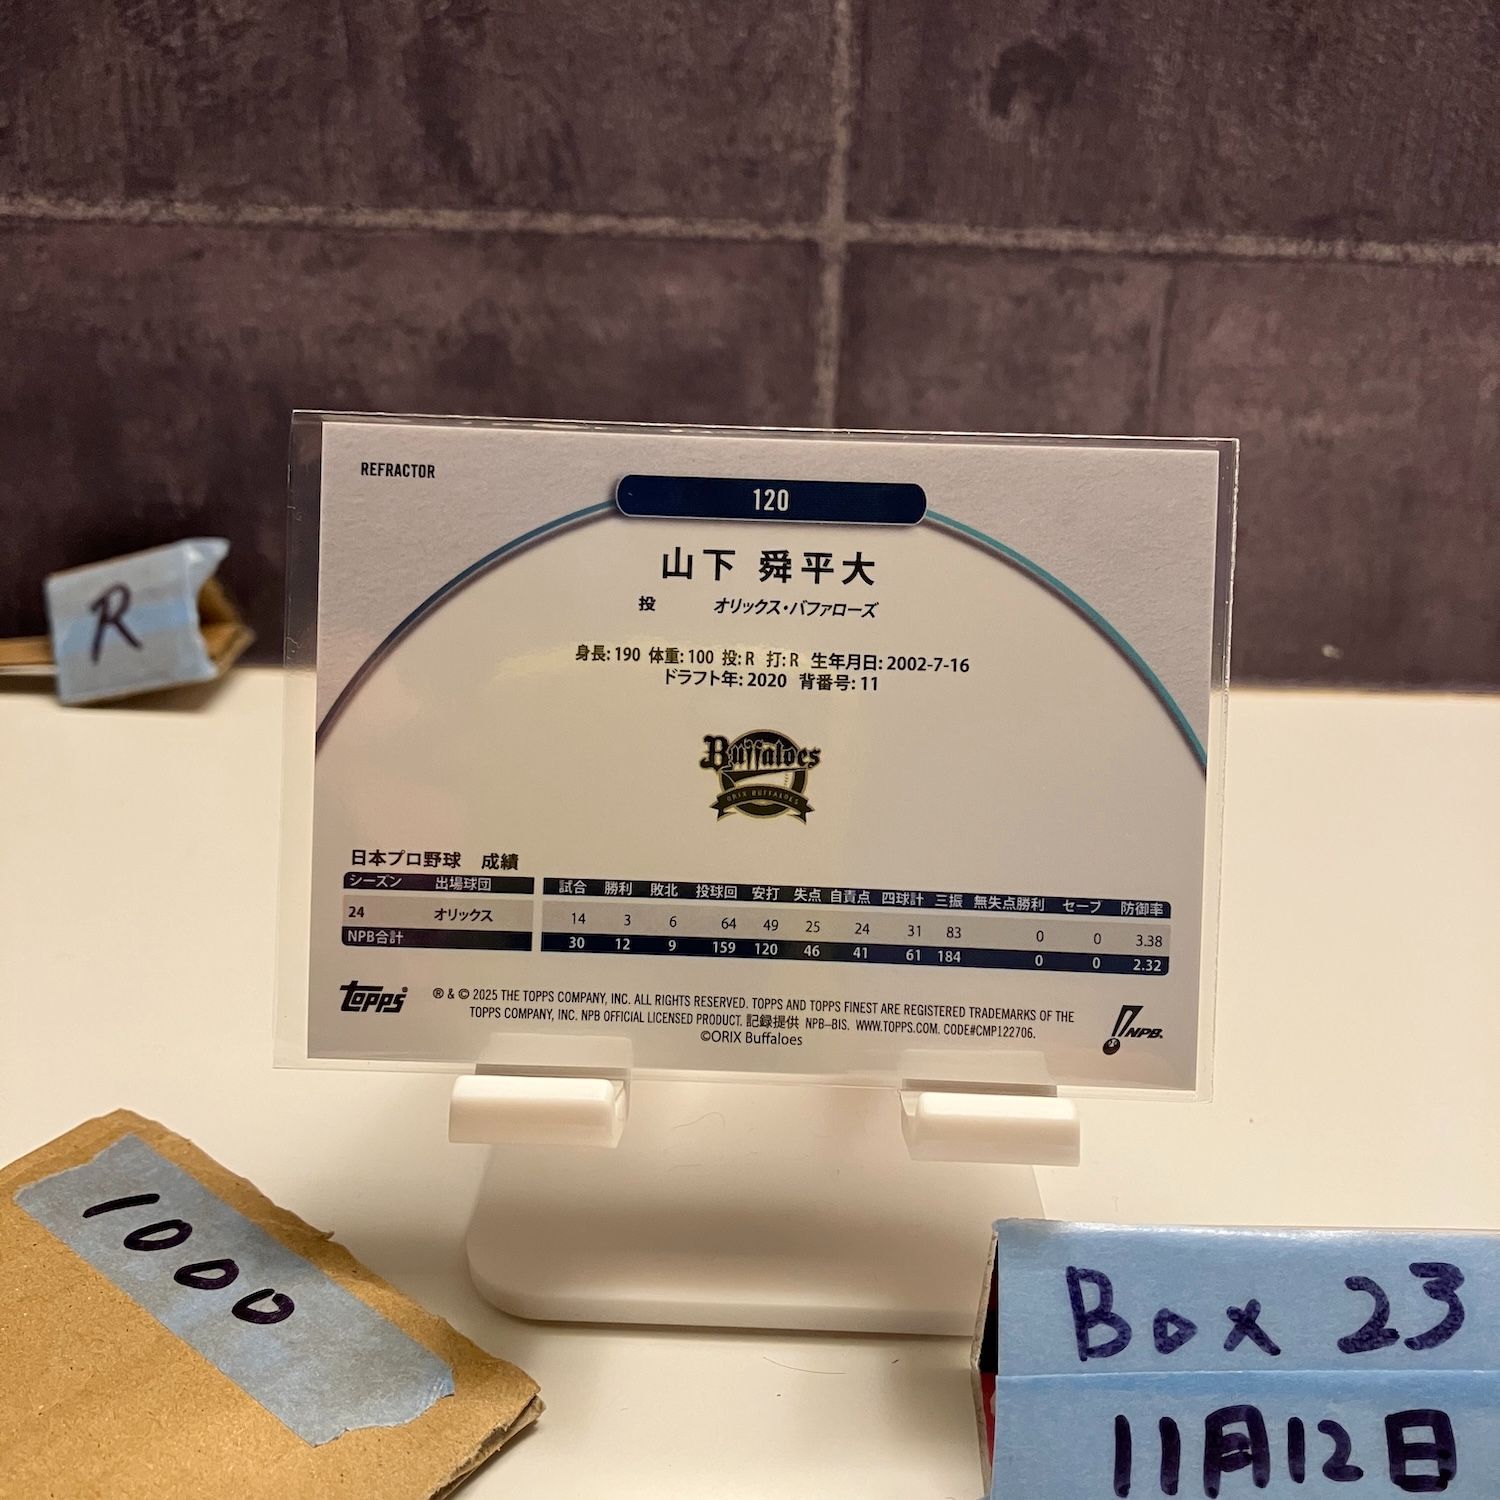 REFRACTOR
120
山下 舜平大
投 オリックス・バファローズ
身長: 190 体重: 100 投: R 打: R 生年月日: 2002-7-16
ドラフト年: 2020 背番号: 11
Buffaloes
ORIX BUFFALOES
日本プロ野球 成績
シーズン 出場球団 試合 勝利 敗北 投球回 安打 失点 自責点 四球計 三振 無失点勝利 セーブ 防御率
24 オリックス 14 3 6 64 49 25 24 31 83 0 0 3.38
NPB合計 30 12 9 159 120 46 41 61 184 0 0 2.32
topps
® & © 2025 THE TOPPS COMPANY, INC. ALL RIGHTS RESERVED. TOPPS AND TOPPS FINEST ARE REGISTERED TRADEMARKS OF THE
TOPPS COMPANY, INC. NPB OFFICIAL LICENSED PRODUCT. 記録提供 NPB-BIS. WWW.TOPPS.COM. CODE#CMP122706.
©ORIX Buffaloes
NPB
R
1000
Box 23
11月12日